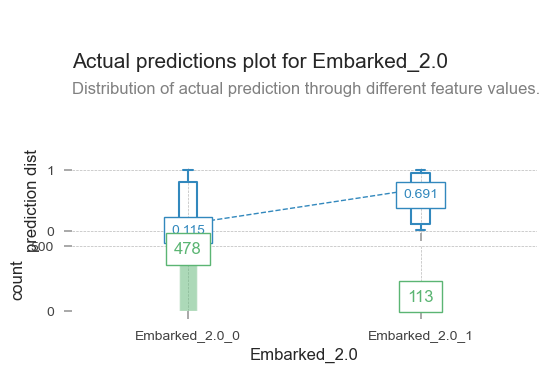 Actual predictions plot for Embarked_2.0
Distribution of actual prediction through different feature values.
prediction dist
1
0
0.115
0.691
count
500
0
478
113
Embarked_2.0_0
Embarked_2.0_1
Embarked_2.0